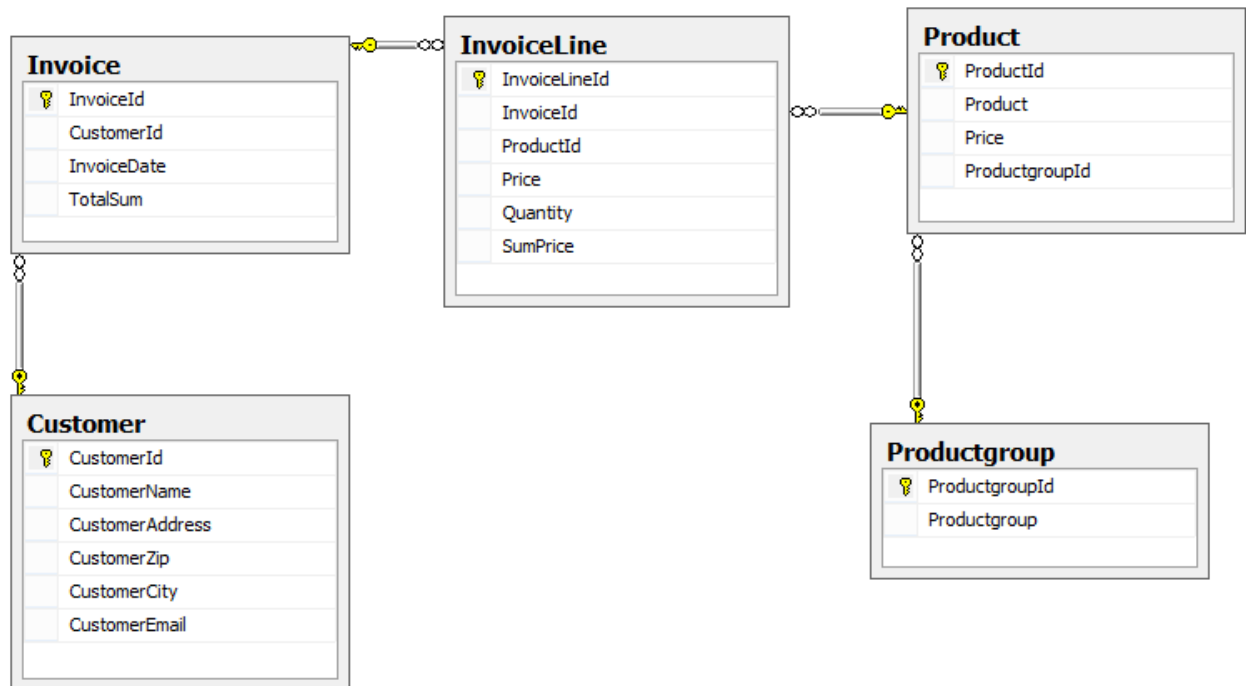 Invoice
InvoiceId
CustomerId
InvoiceDate
TotalSum
InvoiceLine
InvoiceLineId
InvoiceId
ProductId
Price
Quantity
SumPrice
Product
ProductId
Product
Price
ProductgroupId
Customer
CustomerId
CustomerName
CustomerAddress
CustomerZip
CustomerCity
CustomerEmail
Productgroup
ProductgroupId
Productgroup